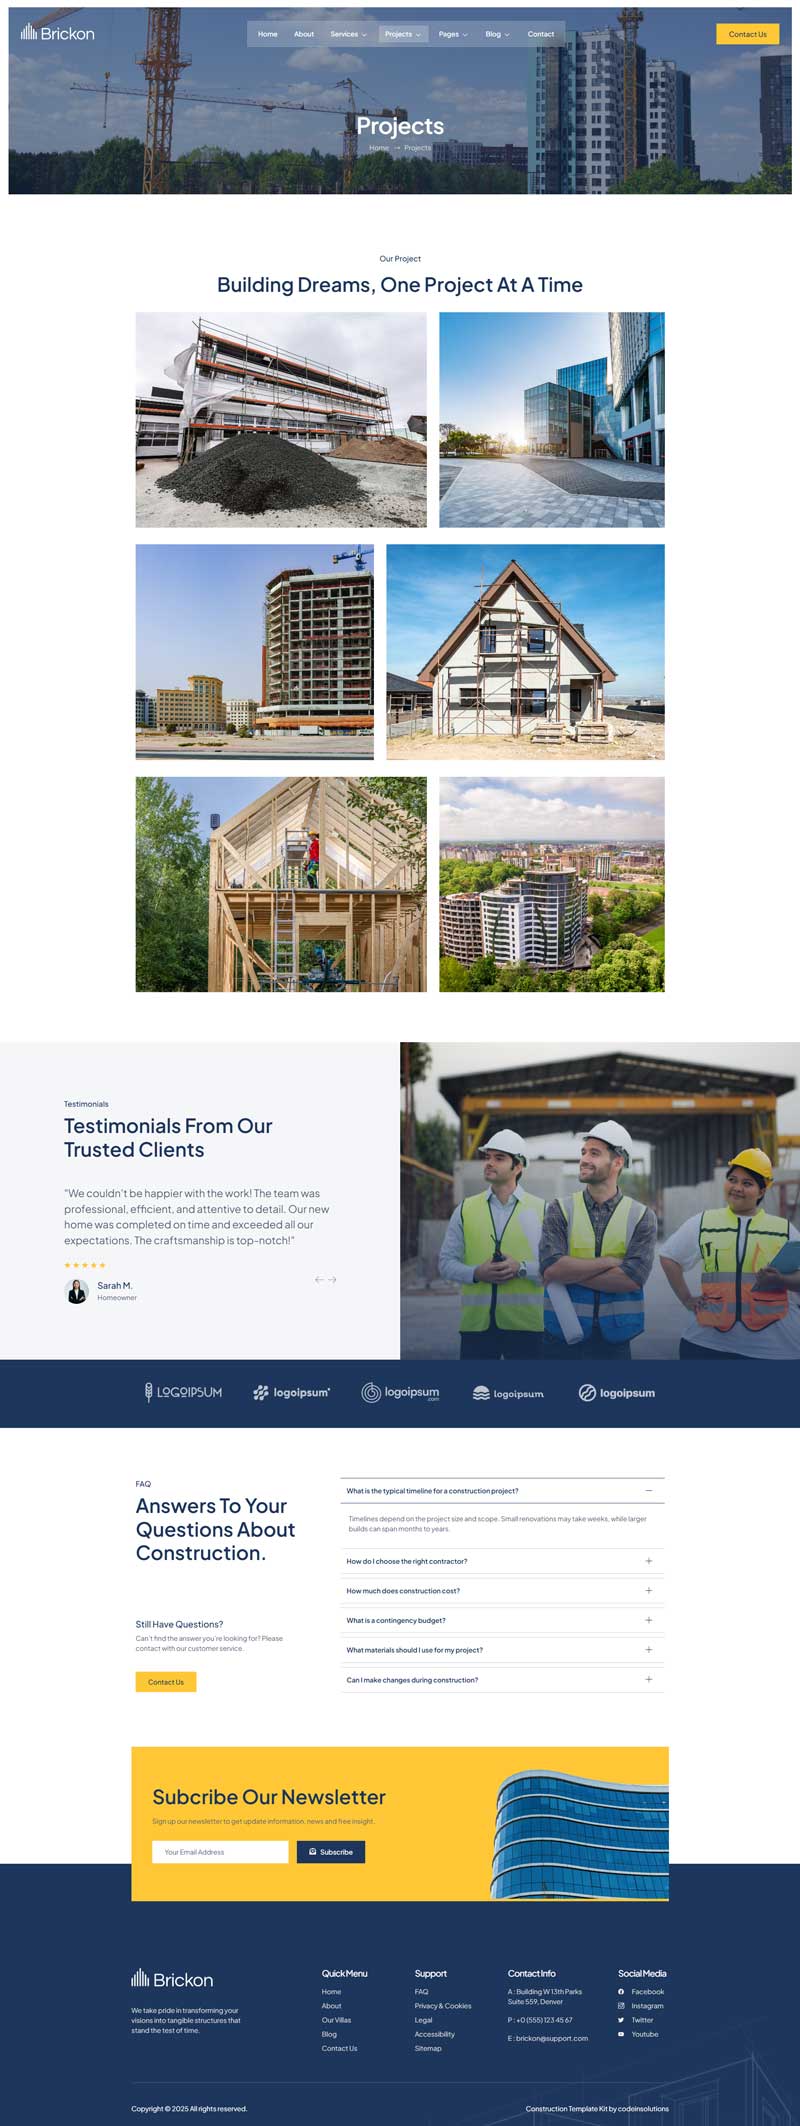 Brickon
Home About Services Projects Pages Blog Contact
Contact Us
Projects
Home → Projects
Our Project
Building Dreams, One Project At A Time
Testimonials
Testimonials From Our
Trusted Clients
"We couldn't be happier with the work! The team was
professional, efficient, and attentive to detail. Our new
home was completed on time and exceeded all our
expectations. The craftsmanship is top-notch!"
Sarah M.
Homeowner
LOGOIPSUM
logoipsum
logoipsum
.com
logoipsum
logoipsum
FAQ
Answers To Your
Questions About
Construction.
Still Have Questions?
Can't find the answer you're looking for? Please
contact with our customer service.
Contact Us
What is the typical timeline for a construction project?
Timelines depend on the project size and scope. Small renovations may take weeks, while larger
builds can span months to years.
How do I choose the right contractor?
How much does construction cost?
What is a contingency budget?
What materials should I use for my project?
Can I make changes during construction?
Subcribe Our Newsletter
Sign up our newsletter to get update information, news and free insight.
Your Email Address
Subscribe
Brickon
We take pride in transforming your
visions into tangible structures that
stand the test of time.
Quick Menu
Home
About
Our Villas
Blog
Contact Us
Support
FAQ
Privacy & Cookies
Legal
Accessibility
Sitemap
Contact Info
A : Building W 13th Parks
Suite 559, Denver
P : +0 (555) 123 45 67
E : brickon@support.com
Social Media
Facebook
Instagram
Twitter
Youtube
Copyright © 2025 All rights reserved.
Construction Template Kit by codeinsolutions